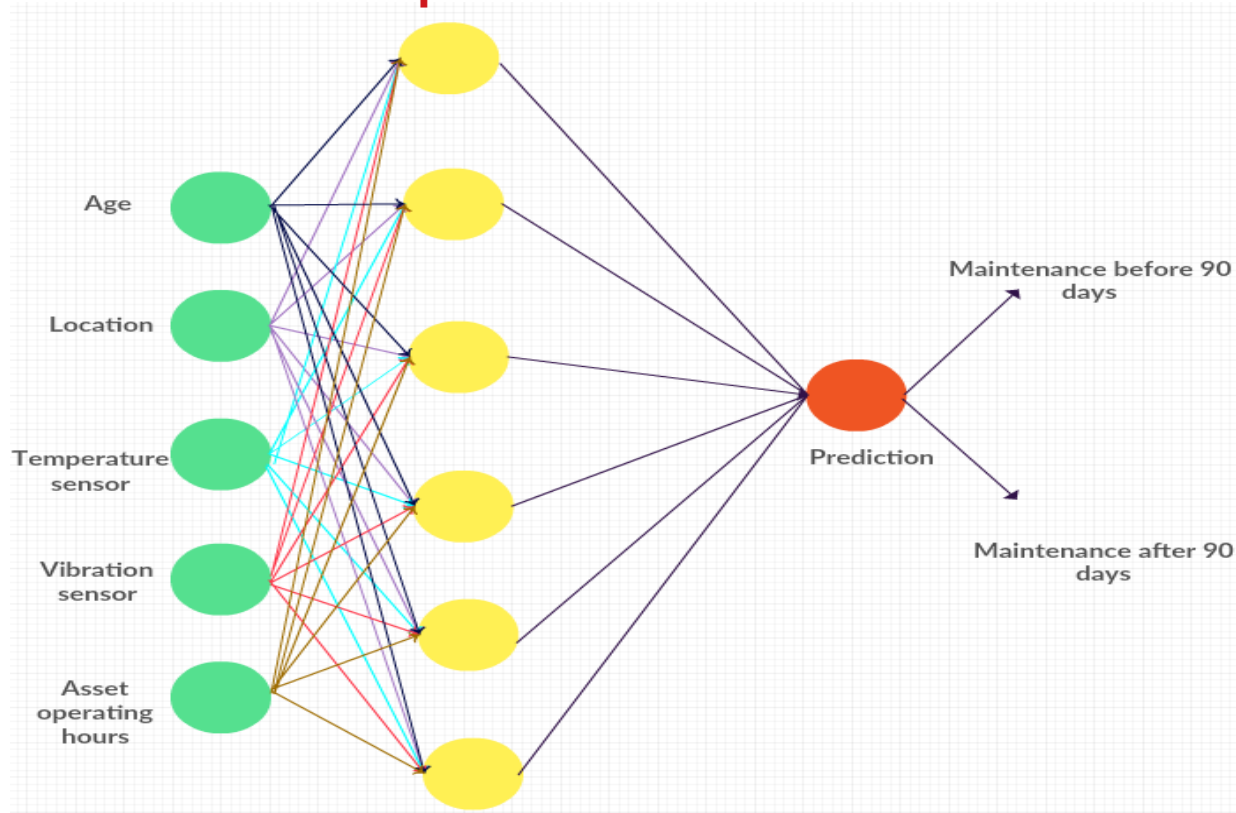 Age
Location
Temperature
sensor
Vibration
sensor
Asset
operating
hours
Prediction
Maintenance before 90
days
Maintenance after 90
days